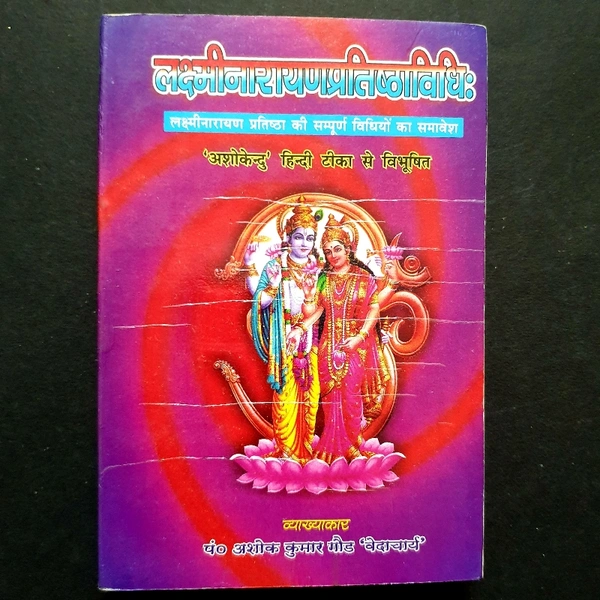 लक्ष्मीनारायणप्रतिष्ठाविधिः
लक्ष्मीनारायण प्रतिष्ठा की सम्पूर्ण विधियों का समावेश
'अशोकेन्दु' हिन्दी टीका से विभूषित
व्याख्याकार
पं० अशोक कुमार गौड 'वेदाचार्य'